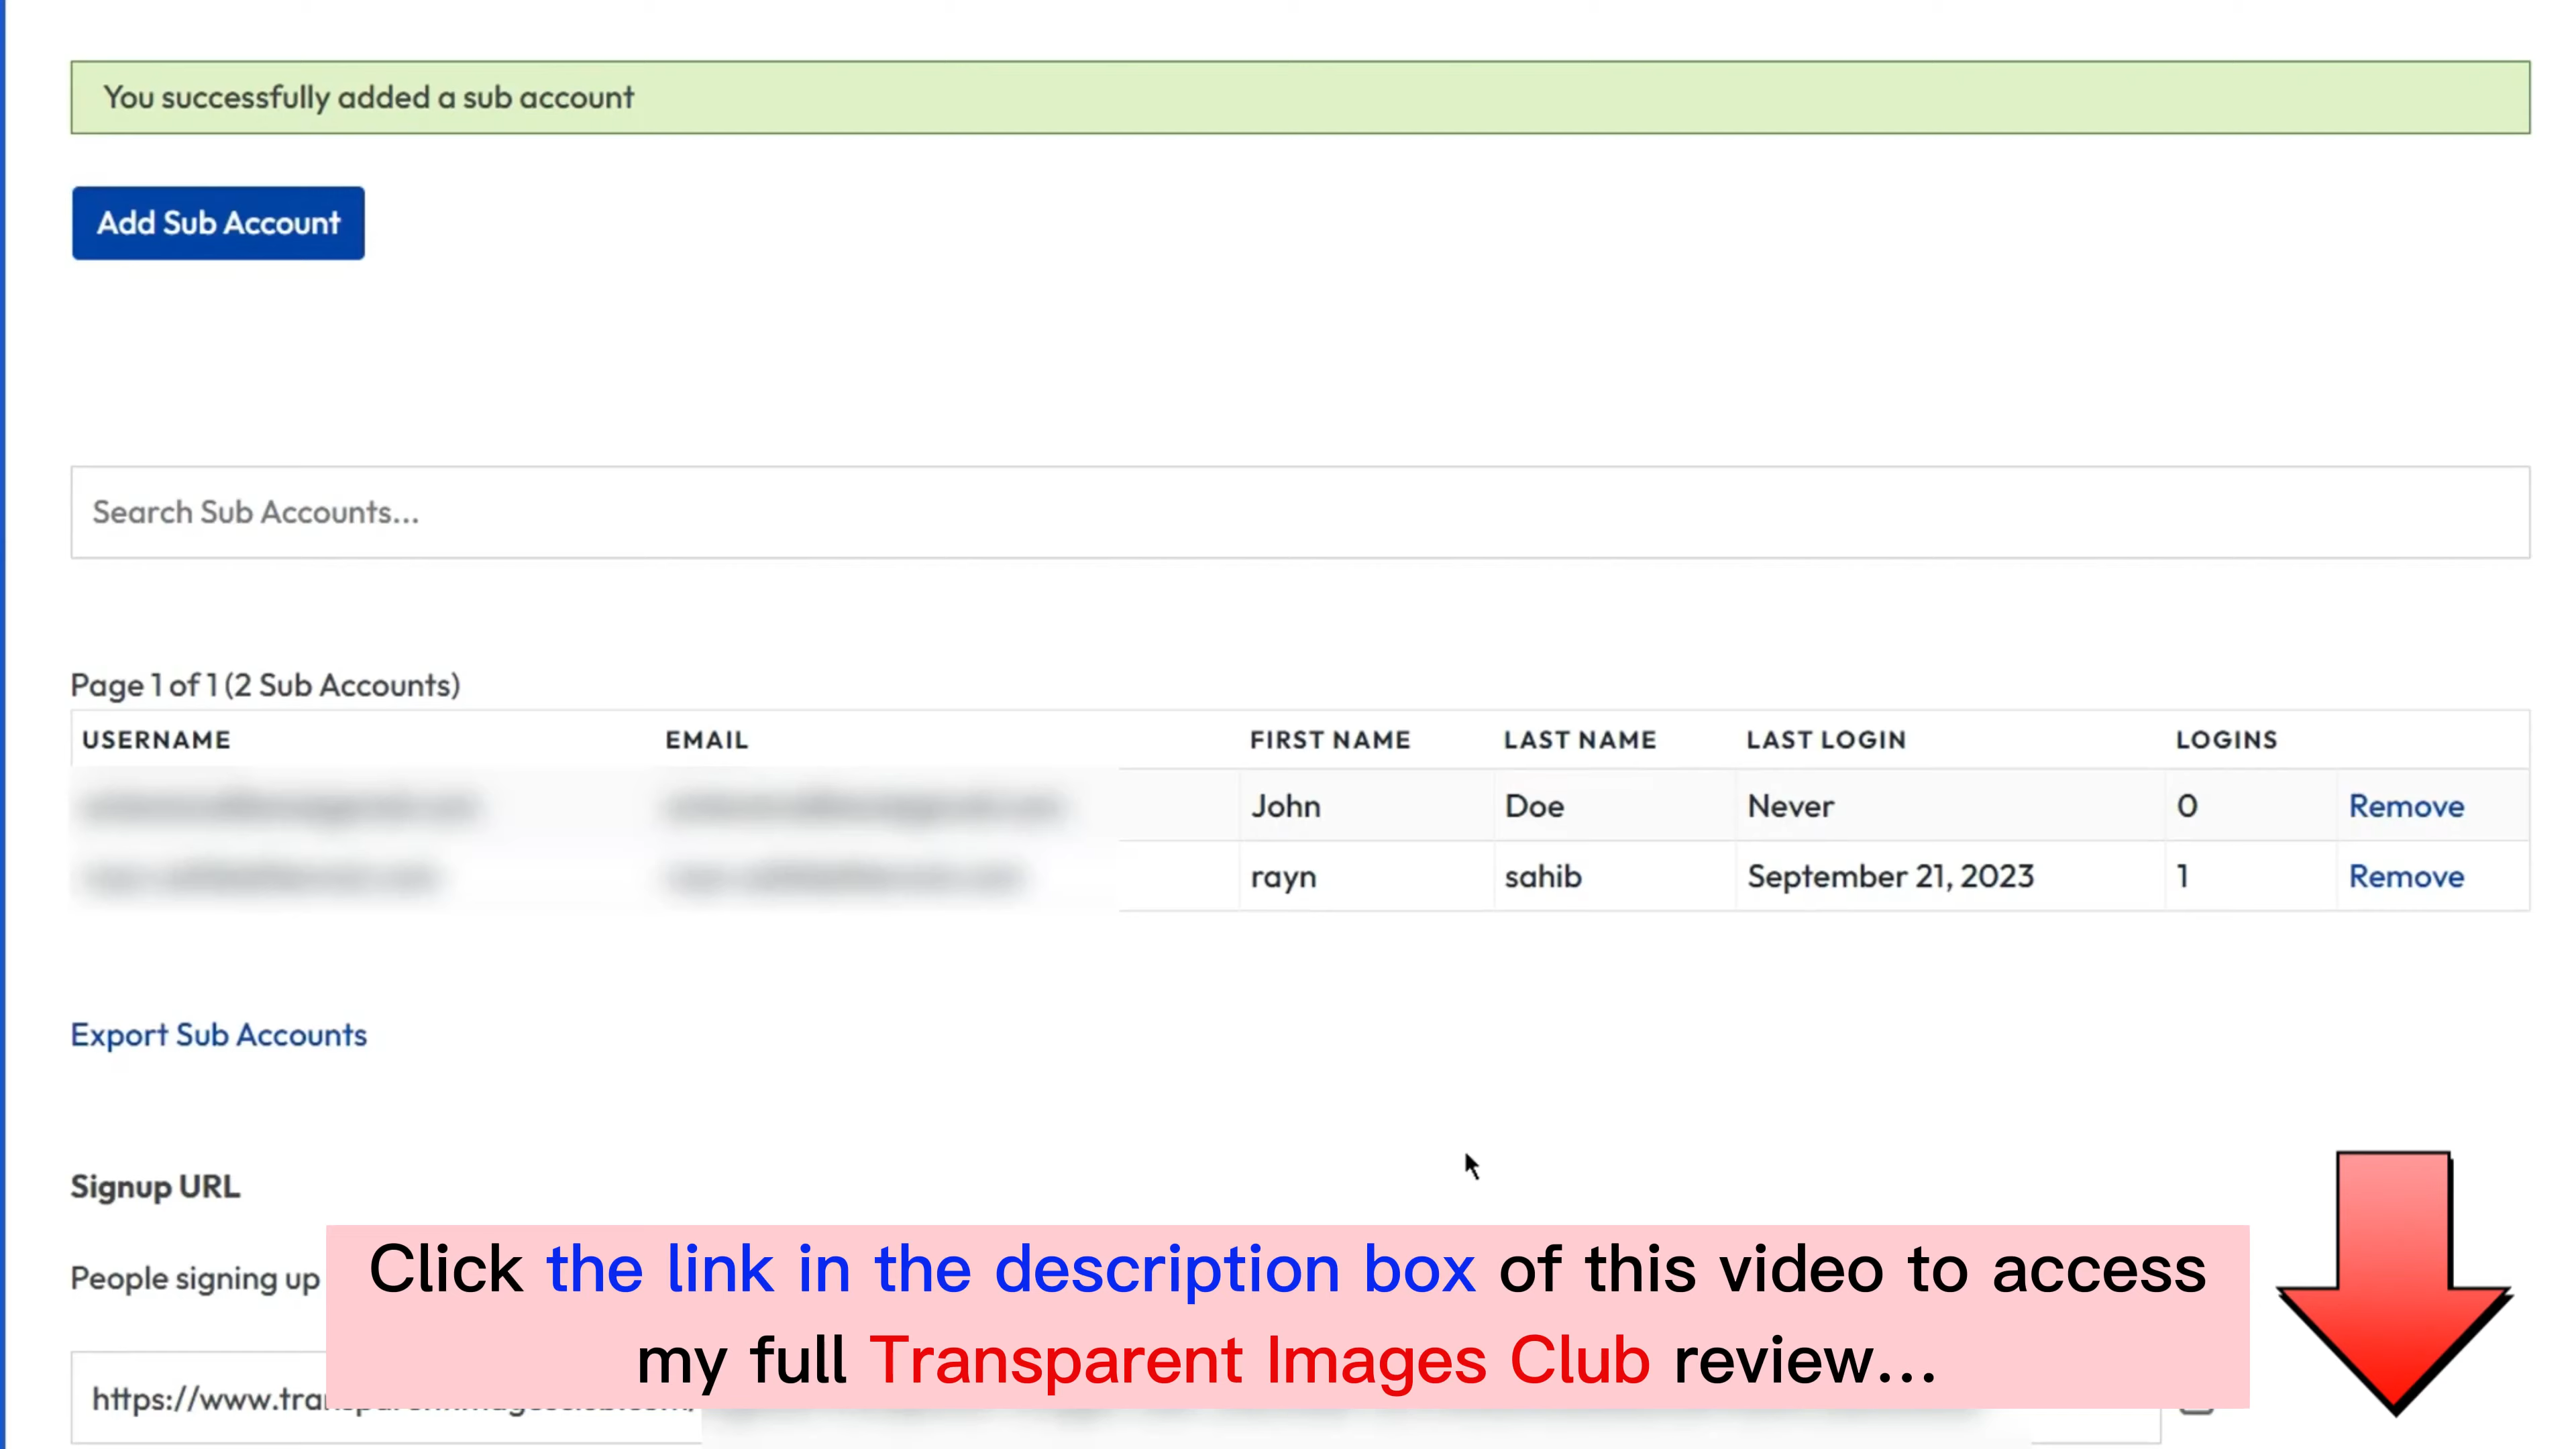 You successfully added a sub account
Add Sub Account
Search Sub Accounts...
Page 1 of 1 (2 Sub Accounts)
USERNAME EMAIL FIRST NAME LAST NAME LAST LOGIN LOGINS
John Doe Never 0 Remove
rayn sahib September 21, 2023 1 Remove
Export Sub Accounts
Signup URL
People signing up
Click the link in the description box of this video to access
my full Transparent Images Club review...